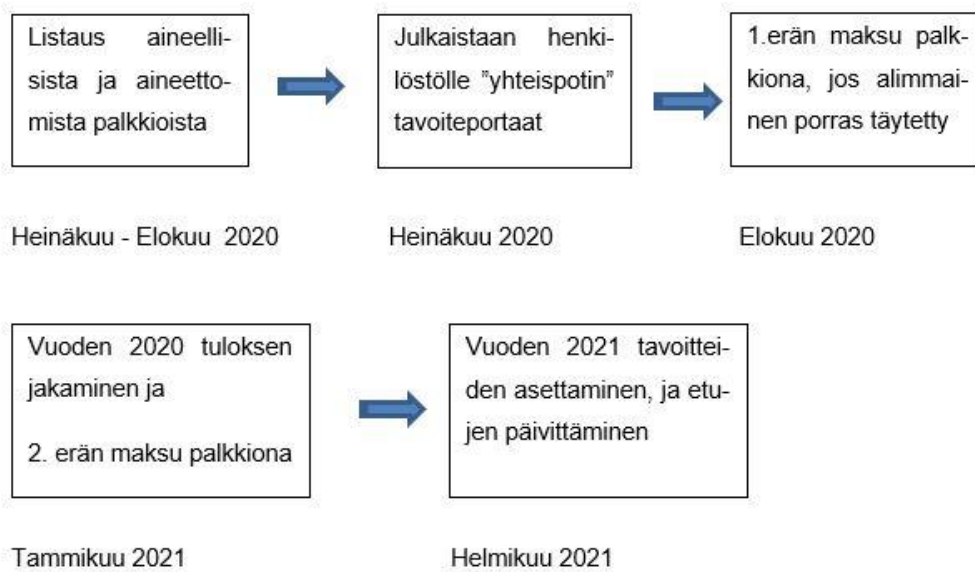 Listaus aineelli-
sista ja aineetto-
mista palkkioista
Julkaistaan henki-
löstölle ”yhteispotin”
tavoiteportaat
1.erän maksu palk-
kiona, jos alimmai-
nen porras täytetty
Heinäkuu - Elokuu 2020
Heinäkuu 2020
Elokuu 2020
Vuoden 2020 tuloksen
jakaminen ja
2. erän maksu palkkiona
Vuoden 2021 tavoittei-
den asettaminen, ja etu-
jen päivittäminen
Tammikuu 2021
Helmikuu 2021